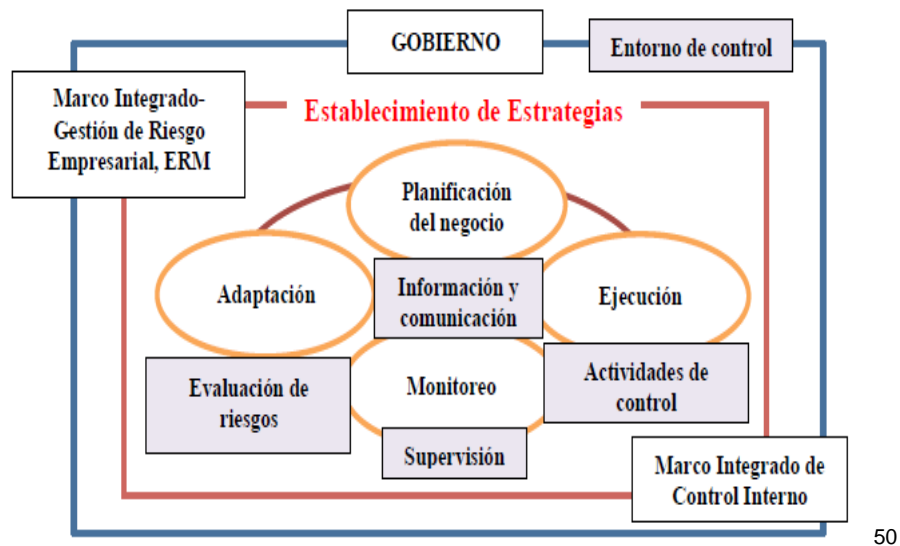 GOBIERNO
Entorno de control
Marco Integrado-
Gestión de Riesgo
Empresarial, ERM
Establecimiento de Estrategias
Planificación
del negocio
Adaptación
Información y
comunicación
Ejecución
Evaluación de
riesgos
Monitoreo
Actividades de
control
Supervisión
Marco Integrado de
Control Interno
50